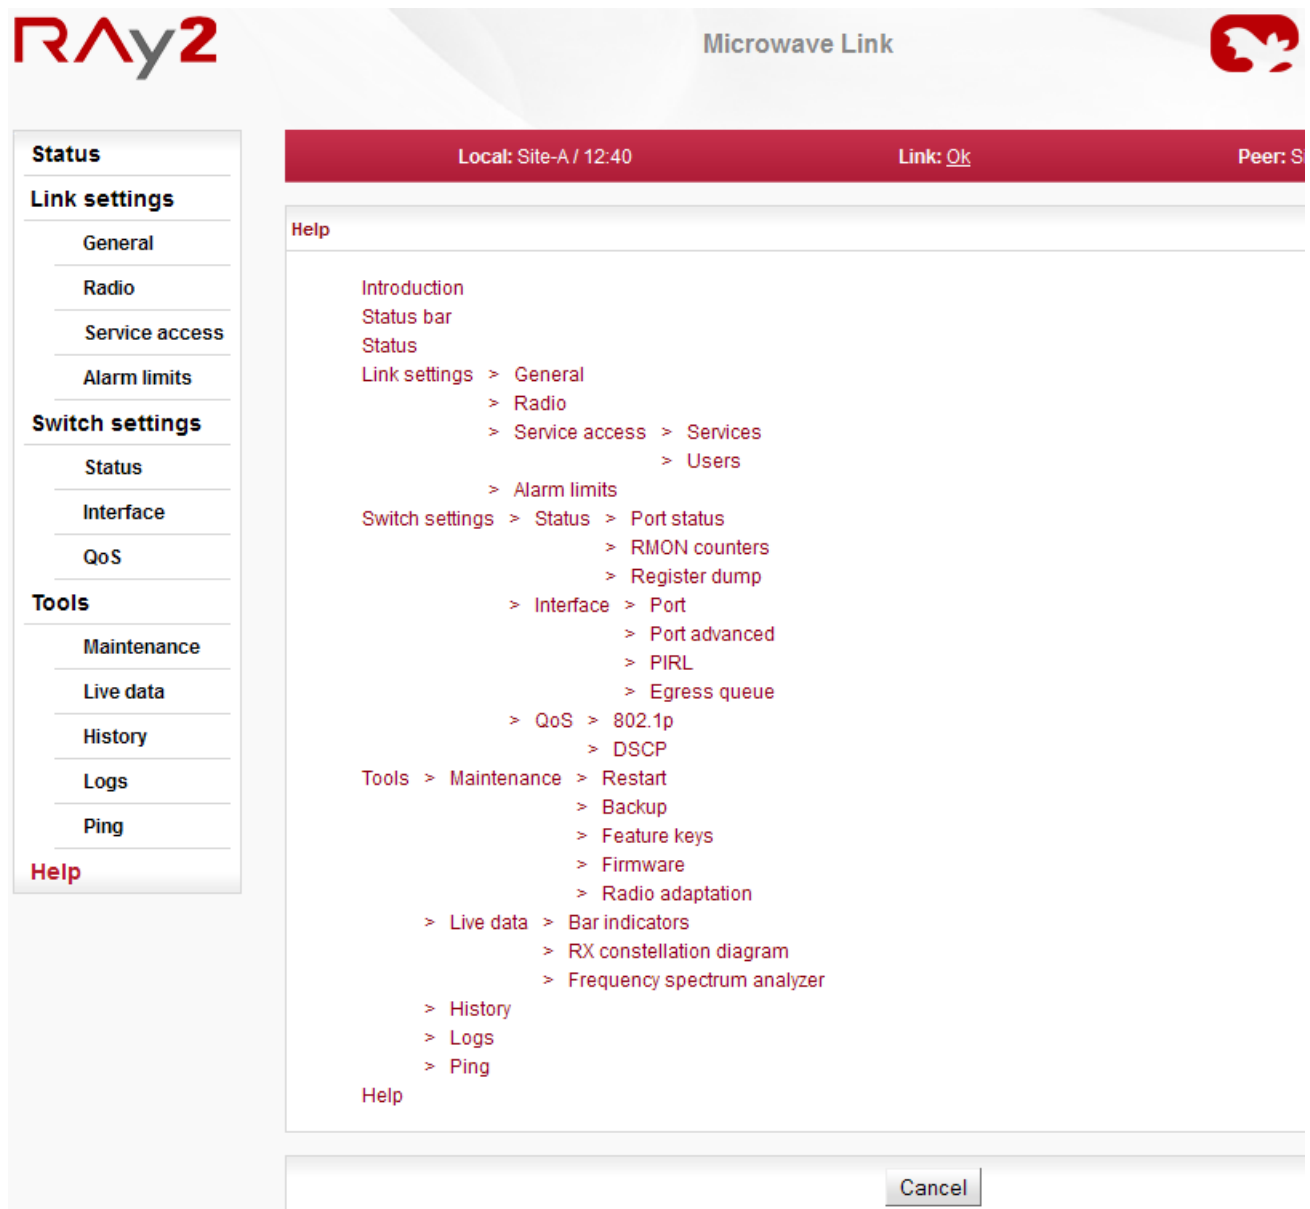 RAy2
Microwave Link
Status
Link settings
General
Radio
Service access
Alarm limits
Switch settings
Status
Interface
QoS
Tools
Maintenance
Live data
History
Logs
Ping
Help
Local: Site-A / 12:40 Link: Ok Peer: Si
Help
Introduction
Status bar
Status
Link settings > General
> Radio
> Service access > Services
> Users
> Alarm limits
Switch settings > Status > Port status
> RMON counters
> Register dump
> Interface > Port
> Port advanced
> PIRL
> Egress queue
> QoS > 802.1p
> DSCP
Tools > Maintenance > Restart
> Backup
> Feature keys
> Firmware
> Radio adaptation
> Live data > Bar indicators
> RX constellation diagram
> Frequency spectrum analyzer
> History
> Logs
> Ping
Help
Cancel